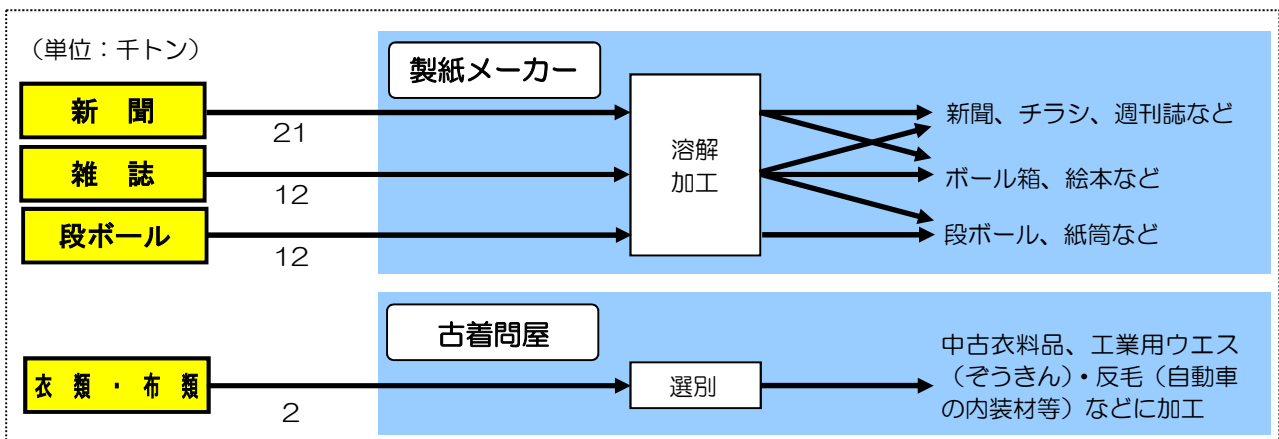 （単位：千トン）
製紙メーカー
新　聞
21
雑　誌
12
段ボール
12
溶解
加工
新聞、チラシ、週刊誌など
ボール箱、絵本など
段ボール、紙筒など
古着問屋
衣 類 ・ 布 類
2
選別
中古衣料品、工業用ウエス
（ぞうきん）・反毛（自動車
の内装材等）などに加工